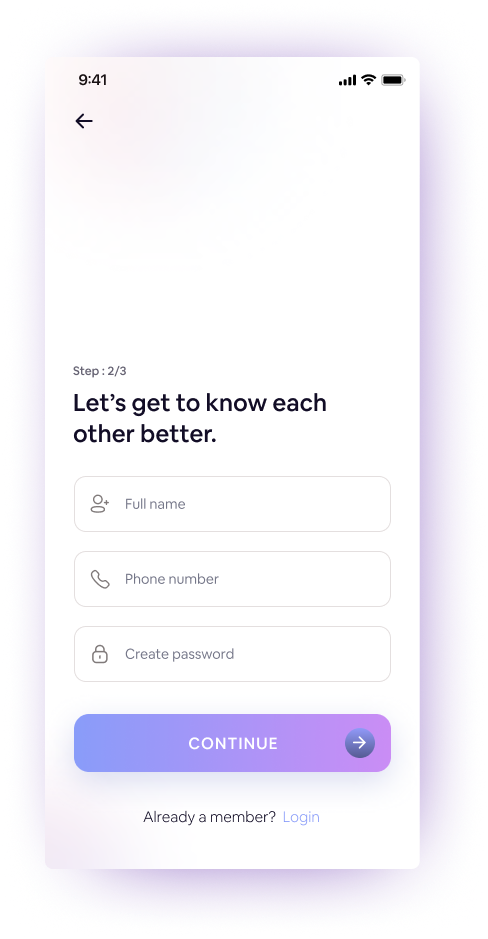 9:41
Step : 2/3
Let’s get to know each
other better.
Full name
Phone number
Create password
CONTINUE
Already a member? Login